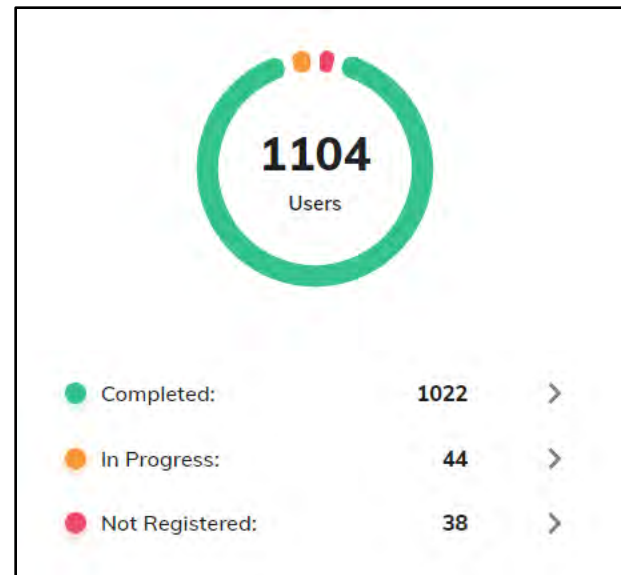 1104
Users
Completed: 1022
In Progress: 44
Not Registered: 38